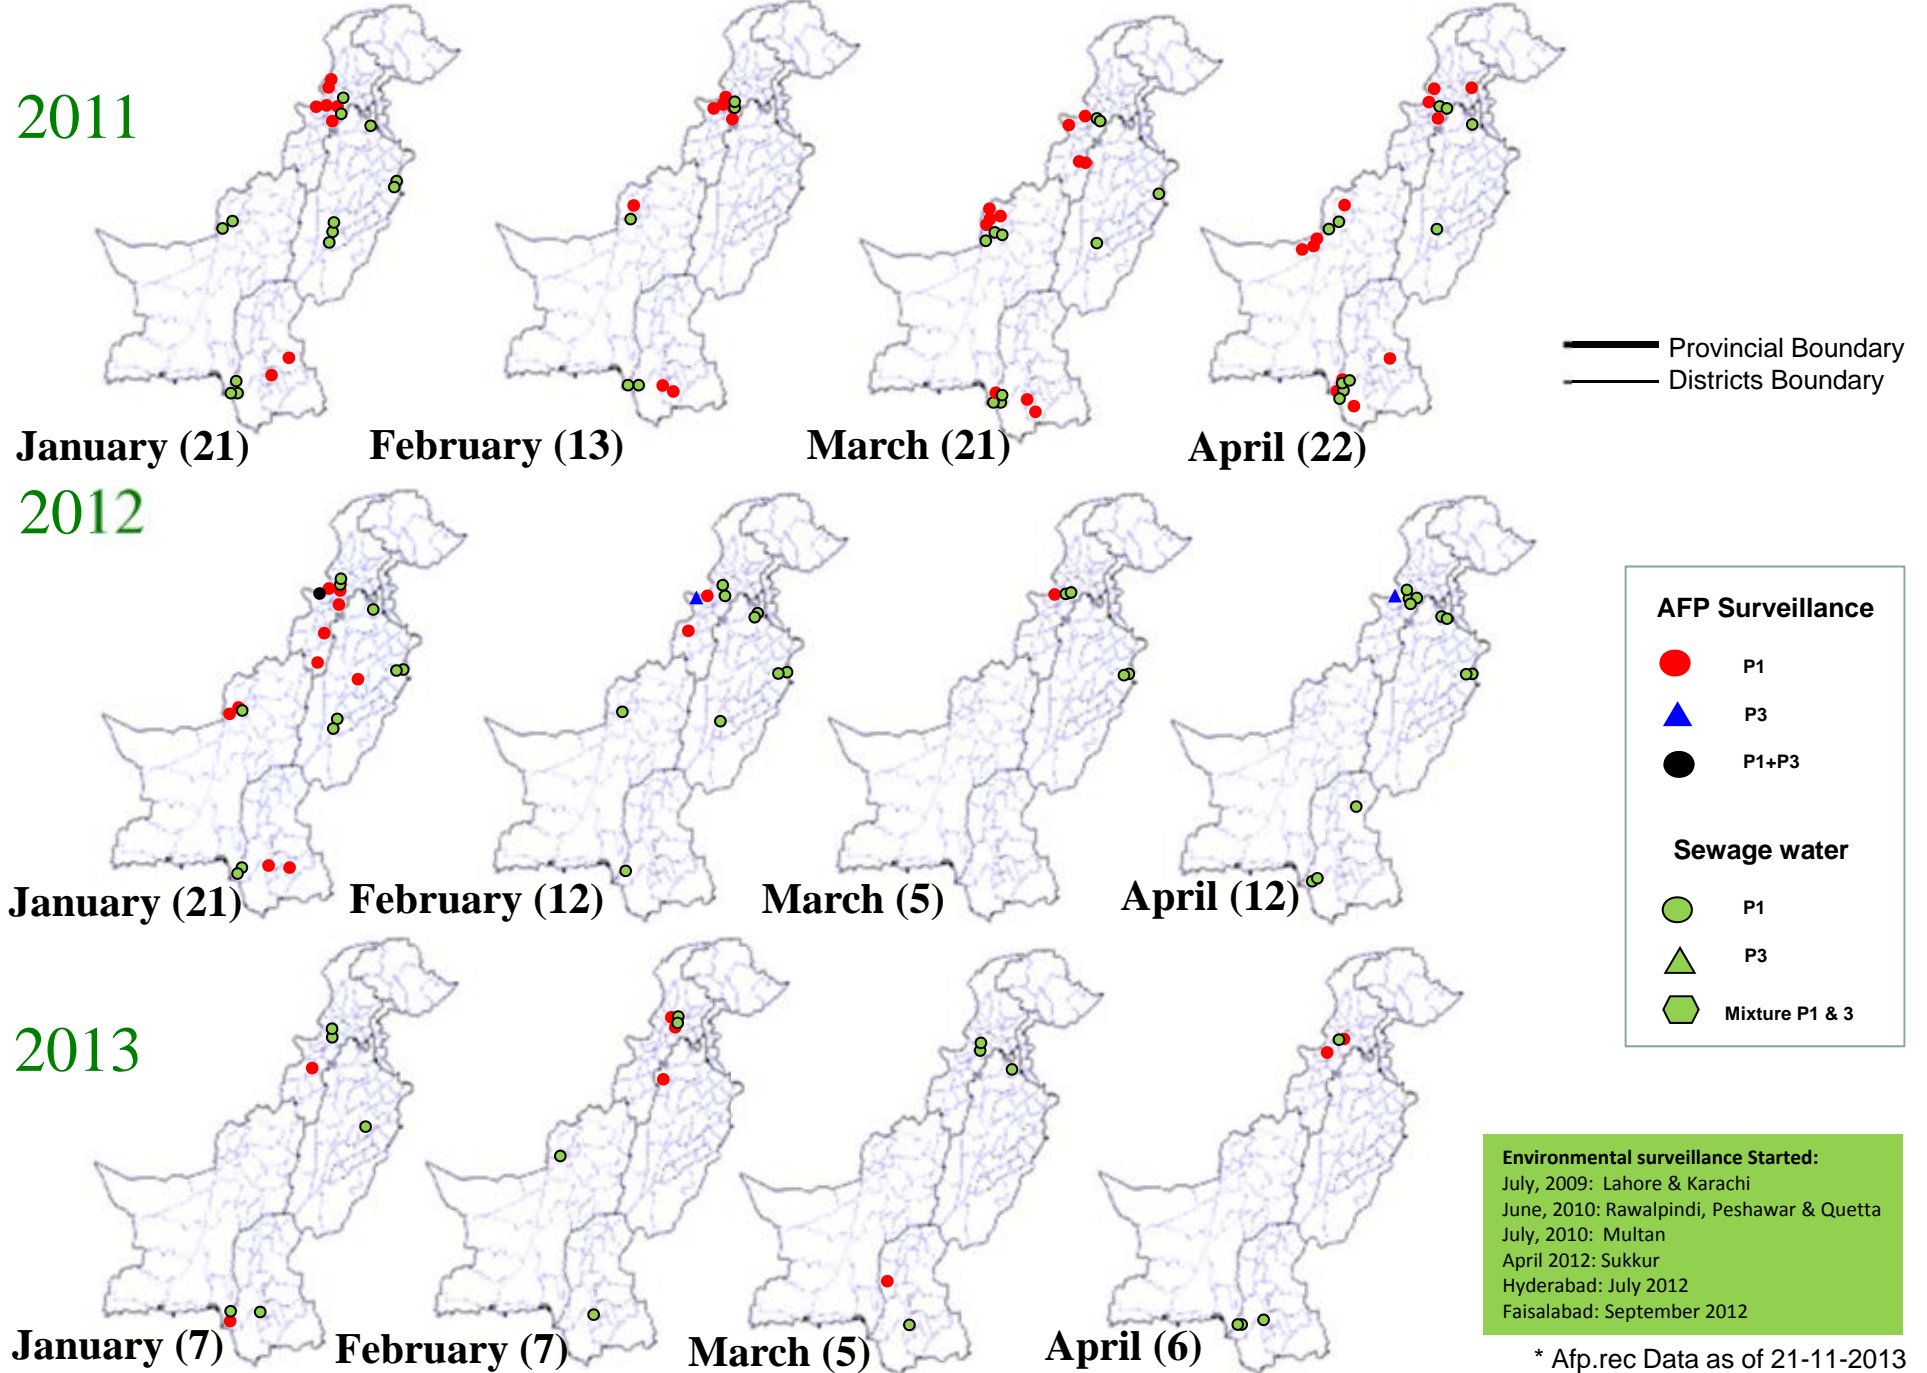 2011
January (21)
February (13)
March (21)
April (22)
Provincial Boundary
Districts Boundary
2012
January (21)
February (12)
March (5)
April (12)
AFP Surveillance
P1
P3
P1+P3
Sewage water
P1
P3
Mixture P1 & 3
2013
January (7)
February (7)
March (5)
April (6)
Environmental surveillance Started:
July, 2009: Lahore & Karachi
June, 2010: Rawalpindi, Peshawar & Quetta
July, 2010: Multan
April 2012: Sukkur
Hyderabad: July 2012
Faisalabad: September 2012
* Afp.rec Data as of 21-11-2013